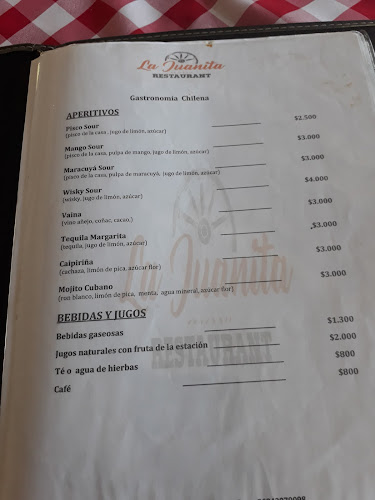 La Juanita
RESTAURANT
Gastronomía Chilena
APERITIVOS
Pisco Sour $2.500
(pisco de la casa, jugo de limón, azúcar)
Mango Sour $3.000
(pisco de la casa, pulpa de mango, jugo de limón, azúcar)
Maracuyá Sour $3.000
(pisco de la casa, pulpa de maracuyá, jugo de limón, azúcar)
Wisky Sour $4.000
(wisky, jugo de limón, azúcar)
Vaina $3.000
(vino añejo, coñac, cacao.)
Tequila Margarita $3.000
(tequila, jugo de limón, azúcar)
Caipiriña $3.000
(cachaza, limón de pica, azúcar flor)
Mojito Cubano $3.000
(ron blanco, limón de pica, menta, agua mineral, azúcar flor)
La Juanita
RESTAURANT
BEBIDAS Y JUGOS
Bebidas gaseosas $1.300
Jugos naturales con fruta de la estación $2.000
Té o agua de hierbas $800
Café $800